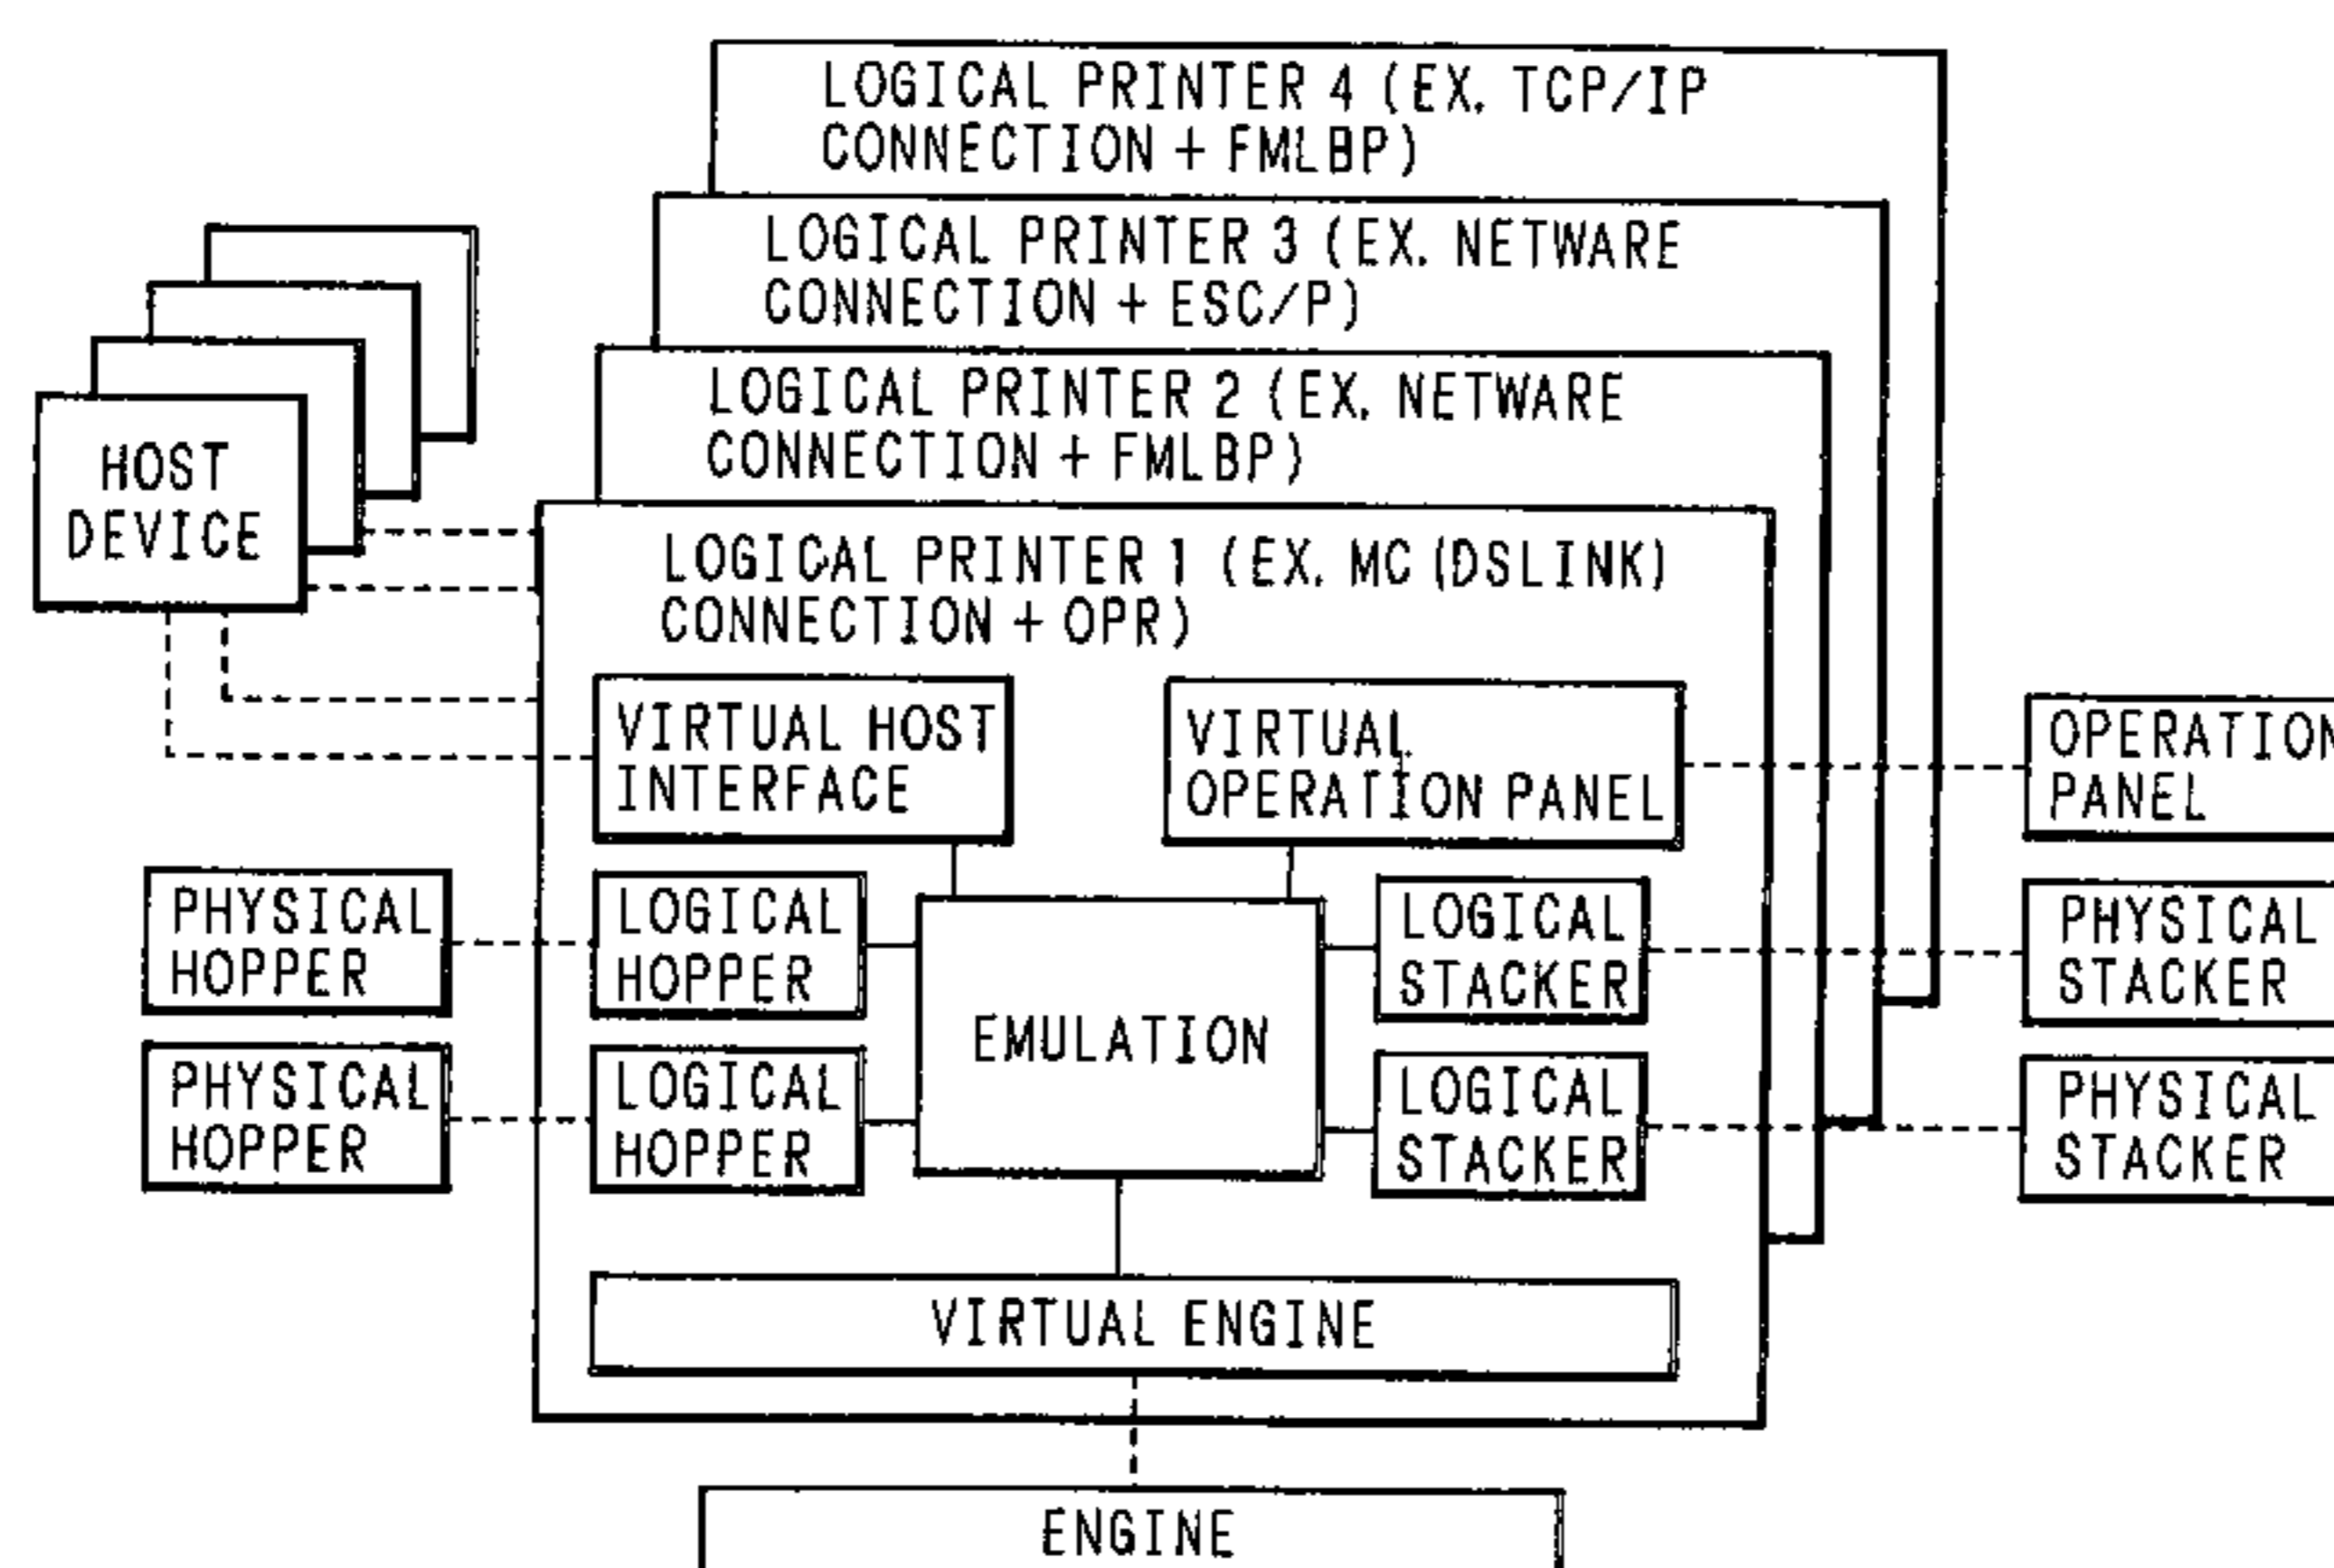 LOGICAL PRINTER 4 (EX. TCP/IP
CONNECTION + FMLBP)
LOGICAL PRINTER 3 (EX. NETWARE
CONNECTION + ESC/P)
LOGICAL PRINTER 2 (EX. NETWARE
CONNECTION + FMLBP)
HOST
DEVICE
LOGICAL PRINTER 1 (EX. MC (DSLINK)
CONNECTION + OPR)
VIRTUAL HOST
INTERFACE
VIRTUAL
OPERATION PANEL
OPERATION
PANEL
PHYSICAL
HOPPER
LOGICAL
HOPPER
LOGICAL
STACKER
PHYSICAL
STACKER
EMULATION
PHYSICAL
HOPPER
LOGICAL
HOPPER
LOGICAL
STACKER
PHYSICAL
STACKER
VIRTUAL ENGINE
ENGINE